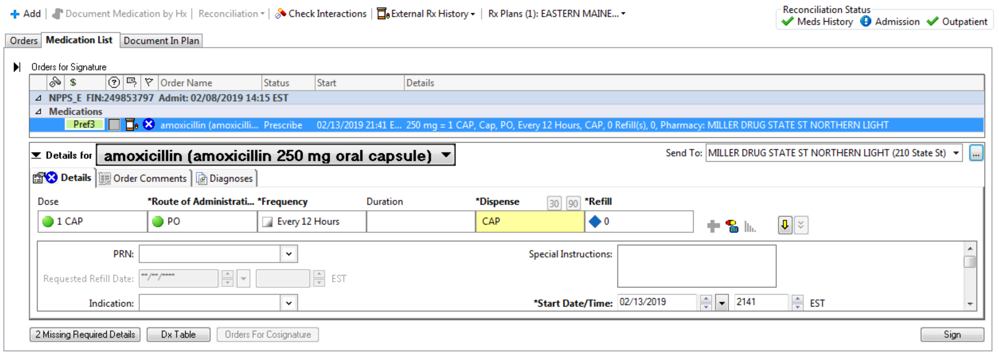 Add | Document Medication by Hx | Reconciliation | Check Interactions | External Rx History | Rx Plans (1): EASTERN MAINE...
Reconciliation Status
Meds History Admission Outpatient
Orders Medication List Document In Plan
Orders for Signature
$ Order Name Status Start Details
NPPS_E FIN:249853797 Admit: 02/08/2019 14:15 EST
Medications
Pref3 amoxicillin (amoxicilli... Prescribe 02/13/2019 21:41 E... 250 mg = 1 CAP, Cap, PO, Every 12 Hours, CAP, 0 Refill(s), 0, Pharmacy: MILLER DRUG STATE ST NORTHERN LIGHT
Details for amoxicillin (amoxicillin 250 mg oral capsule) Send To: MILLER DRUG STATE ST NORTHERN LIGHT (210 State St) ...
Details Order Comments Diagnoses
Dose *Route of Administrati... *Frequency Duration *Dispense 30 90 *Refill
1 CAP PO Every 12 Hours CAP 0
PRN: Special Instructions:
Requested Refill Date: **/**/**** EST
Indication: *Start Date/Time: 02/13/2019 2141 EST
2 Missing Required Details Dx Table Orders For Cosignature Sign